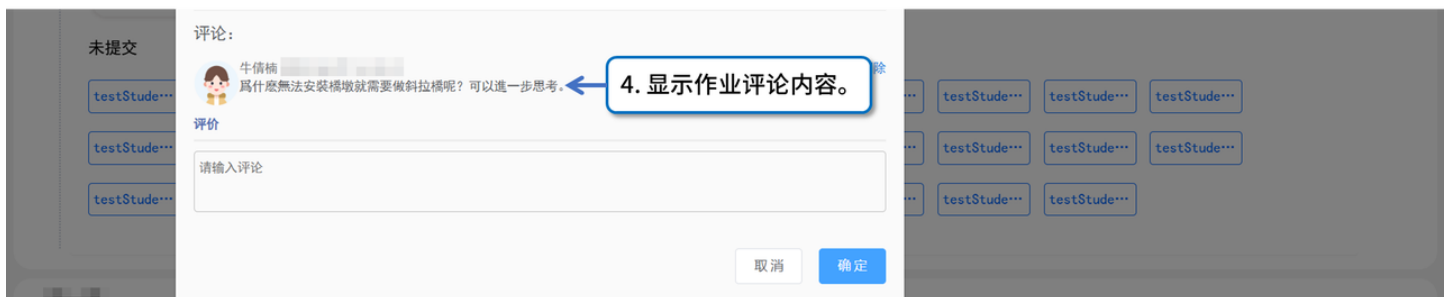 评论：
未提交
牛倩楠
除
爲什麽無法安裝橋墩就需要做斜拉橋呢？可以進一步思考。
4. 显示作业评论内容。
testStude… … testStude… testStude… testStude…
评价
testStude… … testStude… testStude… testStude…
请输入评论
testStude… … testStude… testStude…
取消 确定